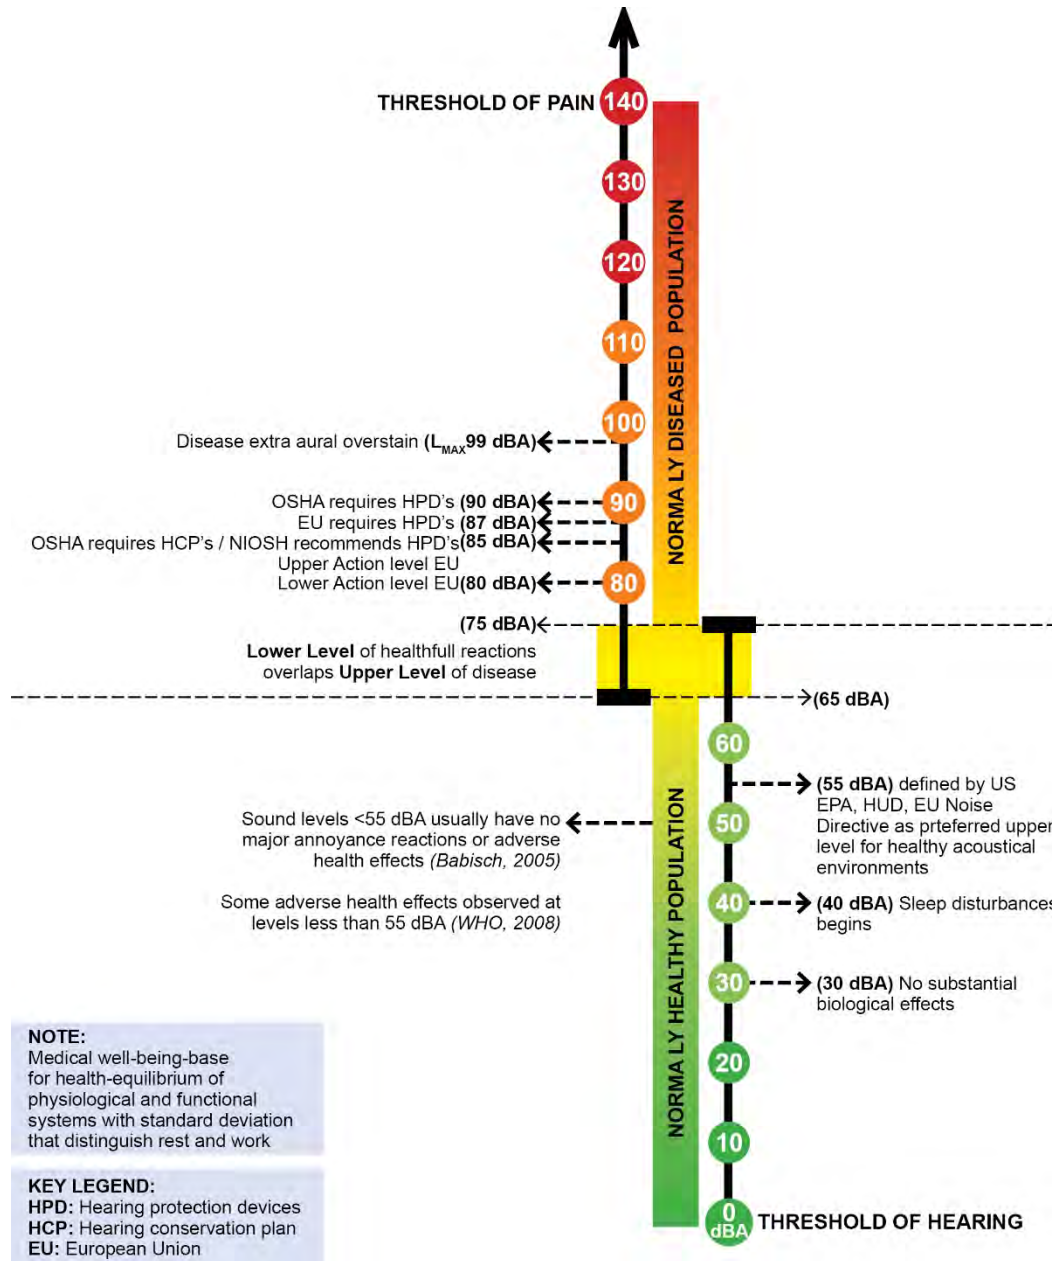 THRESHOLD OF PAIN 140
130
120
110
100
Disease extra aural overstain (LMAX99 dBA)
OSHA requires HPD's (90 dBA) 90
EU requires HPD's (87 dBA)
OSHA requires HCP's / NIOSH recommends HPD's(85 dBA)
Upper Action level EU
Lower Action level EU(80 dBA) 80
(75 dBA)
Lower Level of healthfull reactions
overlaps Upper Level of disease
NORMA LY DISEASED POPULATION
(65 dBA)
60
(55 dBA) defined by US
EPA, HUD, EU Noise
Directive as prteferred upper
level for healthy acoustical
environments
50
Sound levels <55 dBA usually have no
major annoyance reactions or adverse
health effects (Babisch, 2005)
Some adverse health effects observed at
levels less than 55 dBA (WHO, 2008)
40 (40 dBA) Sleep disturbances
begins
30 (30 dBA) No substantial
biological effects
20
10
0
dBA THRESHOLD OF HEARING
NORMA LY HEALTHY POPULATION
NOTE:
Medical well-being-base
for health-equilibrium of
physiological and functional
systems with standard deviation
that distinguish rest and work
KEY LEGEND:
HPD: Hearing protection devices
HCP: Hearing conservation plan
EU: European Union